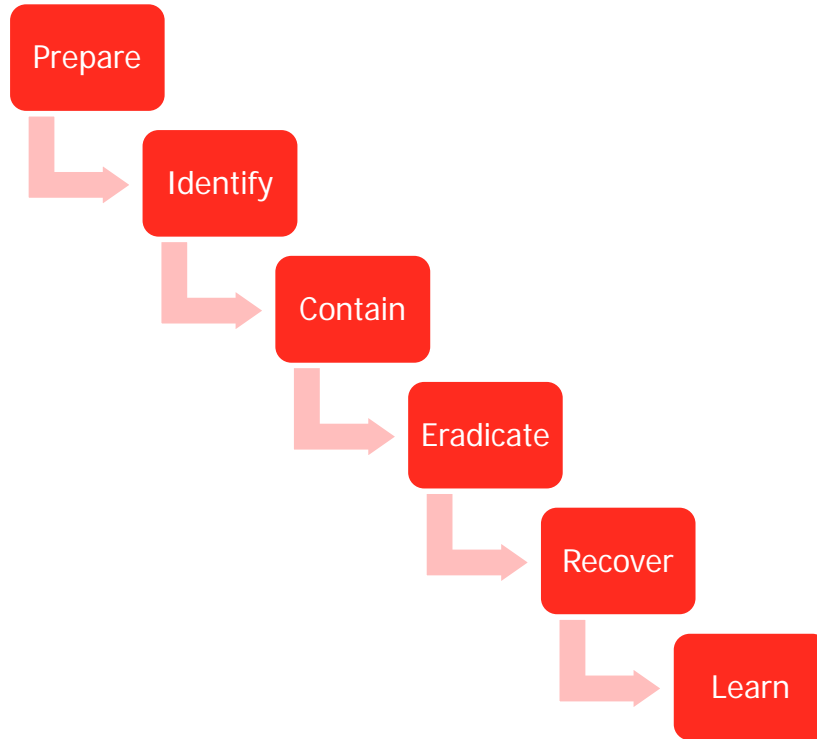 Prepare
Identify
Contain
Eradicate
Recover
Learn